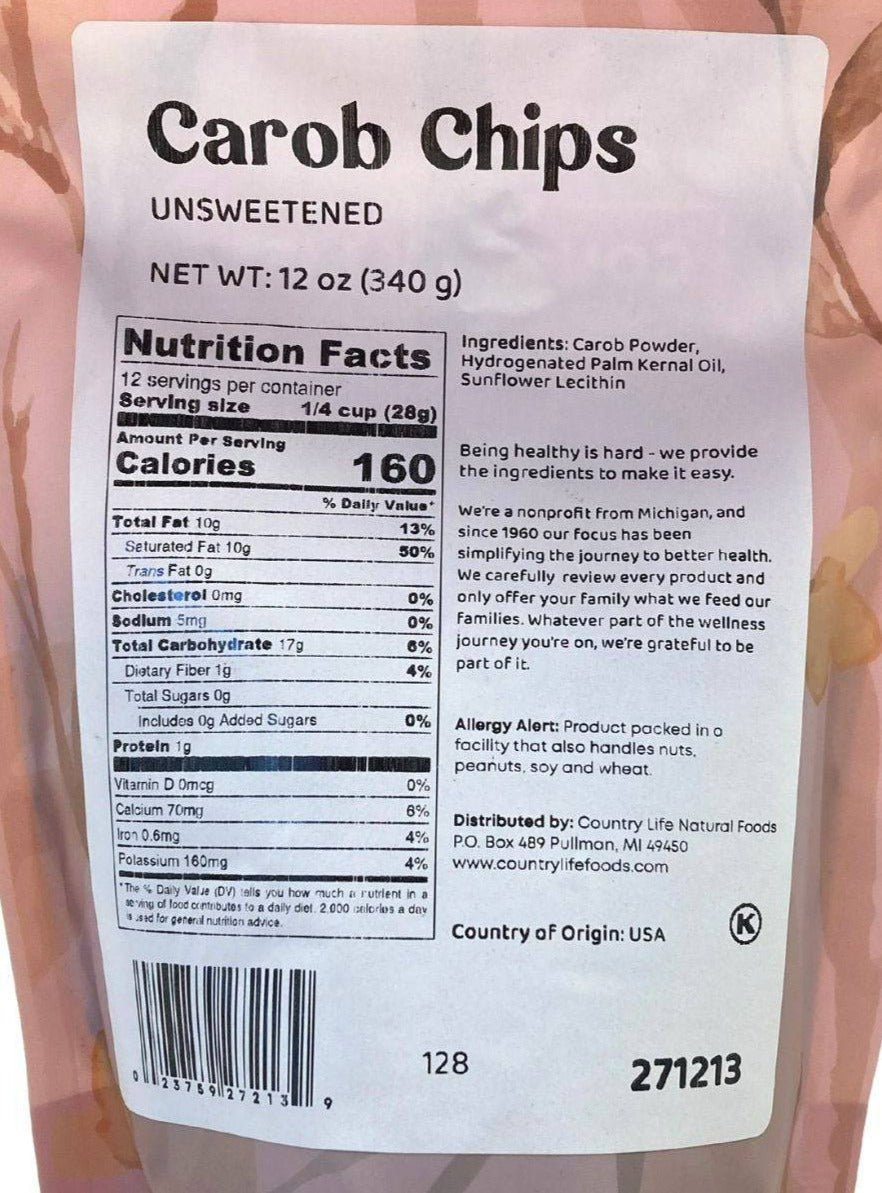 Carob Chips
UNSWEETENED
NET WT: 12 oz (340 g)
Nutrition Facts
12 servings per container
Serving size 1/4 cup (28g)
Amount Per Serving
Calories 160
% Daily Value*
Total Fat 10g 13%
Saturated Fat 10g 50%
Trans Fat 0g
Cholesterol 0mg 0%
Sodium 5mg 0%
Total Carbohydrate 17g 6%
Dietary Fiber 1g 4%
Total Sugars 0g
Includes 0g Added Sugars 0%
Protein 1g
Vitamin D 0mcg 0%
Calcium 70mg 6%
Iron 0.6mg 4%
Potassium 160mg 4%
*The % Daily Value (DV) tells you how much a nutrient in a
serving of food contributes to a daily diet. 2,000 calories a day
is used for general nutrition advice.
Ingredients: Carob Powder,
Hydrogenated Palm Kernal Oil,
Sunflower Lecithin
Being healthy is hard - we provide
the ingredients to make it easy.
We're a nonprofit from Michigan, and
since 1960 our focus has been
simplifying the journey to better health.
We carefully review every product and
only offer your family what we feed our
families. Whatever part of the wellness
journey you're on, we're grateful to be
part of it.
Allergy Alert: Product packed in a
facility that also handles nuts,
peanuts, soy and wheat.
Distributed by: Country Life Natural Foods
P.O. Box 489 Pullman, MI 49450
www.countrylifefoods.com
Country of Origin: USA
K
0 23759 27213 9
128
271213